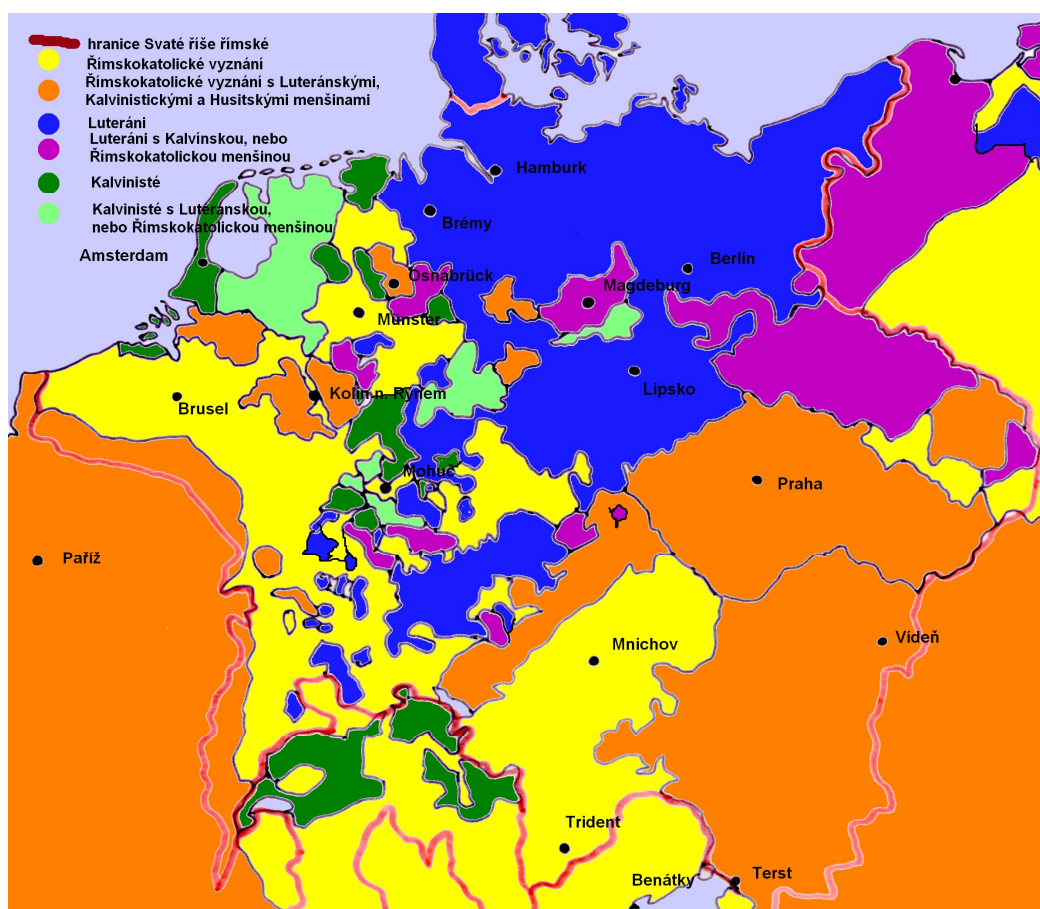 hranice Svaté říše římské
Římskokatolické vyznání
Římskokatolické vyznání s Luteránskými,
Kalvinistickými a Husitskými menšinami
Luteráni
Luteráni s Kalvínskou, nebo
Římskokatolickou menšinou
Kalvinisté
Kalvinisté s Luteránskou,
nebo Římskokatolickou menšinou
Hamburk
Brémy
Amsterdam
Berlín
Osnabrück
Magdeburg
Munster
Lipsko
Brusel
Kolín n. Rýnem
Mohuč
Praha
Paříž
Vídeň
Mnichov
Trident
Benátky
Terst